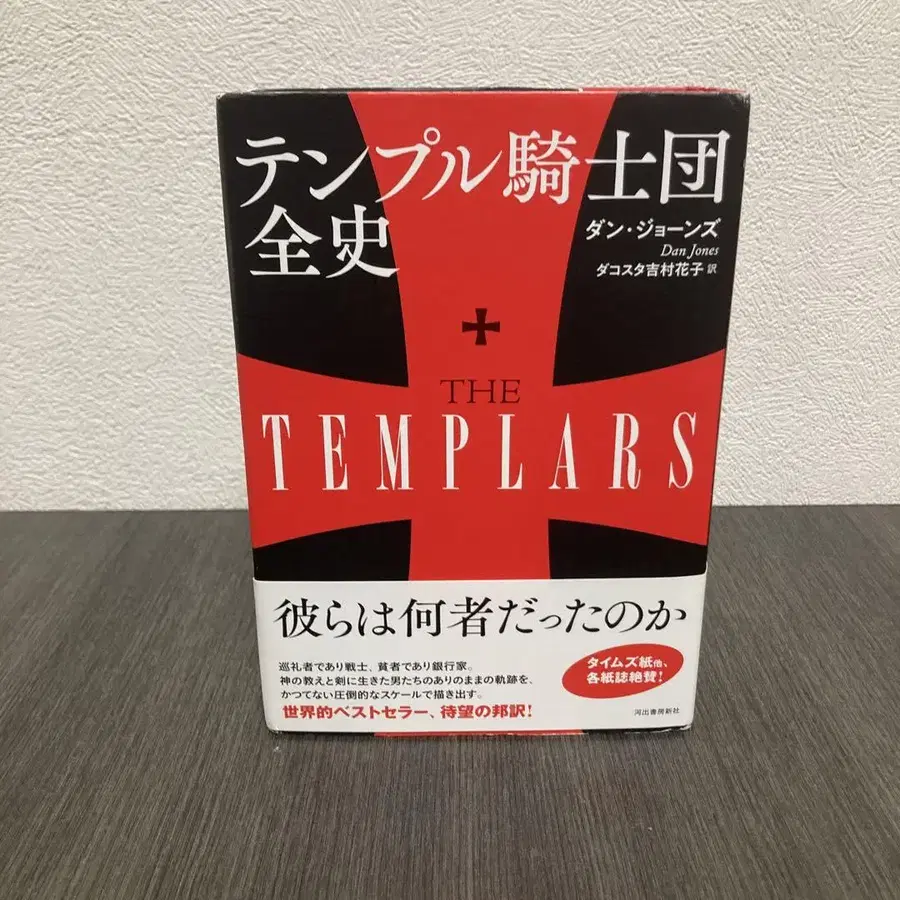 テンプル騎士団
全史
ダン・ジョーンズ
Dan Jones
ダコスタ吉村花子 訳
THE
TEMPLARS
彼らは何者だったのか
巡礼者であり戦士、貧者であり銀行家。
神の教えと剣に生きた男たちのありのままの軌跡を、
かつてない圧倒的なスケールで描き出す。
世界的ベストセラー、待望の邦訳!
タイムズ紙他、
各紙誌絶賛!
河出書房新社